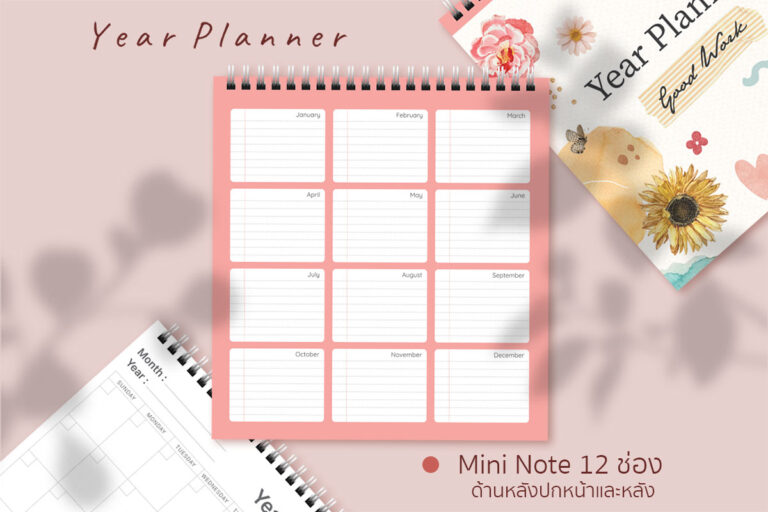 Year Planner
Year Plan
Good Work
January
February
March
April
May
June
July
August
September
October
November
December
Month :
Year :
SUNDAY
MONDAY
TUESDAY
WEDNESDAY
Mini Note 12 ช่อง
ด้านหลังปกหน้าและหลัง